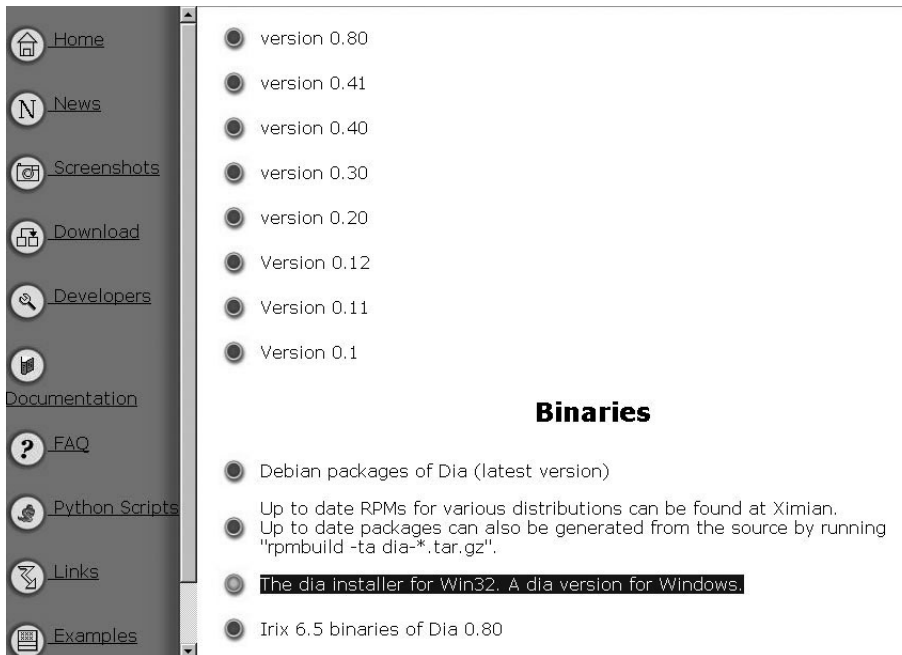 Home
News
Screenshots
Download
Developers
Documentation
FAQ
Python Scripts
Links
Examples
version 0.80
version 0.41
version 0.40
version 0.30
version 0.20
Version 0.12
Version 0.11
Version 0.1
Binaries
Debian packages of Dia (latest version)
Up to date RPMs for various distributions can be found at Ximian.
Up to date packages can also be generated from the source by running
"rpmbuild -ta dia-*.tar.gz".
The dia installer for Win32. A dia version for Windows.
Irix 6.5 binaries of Dia 0.80